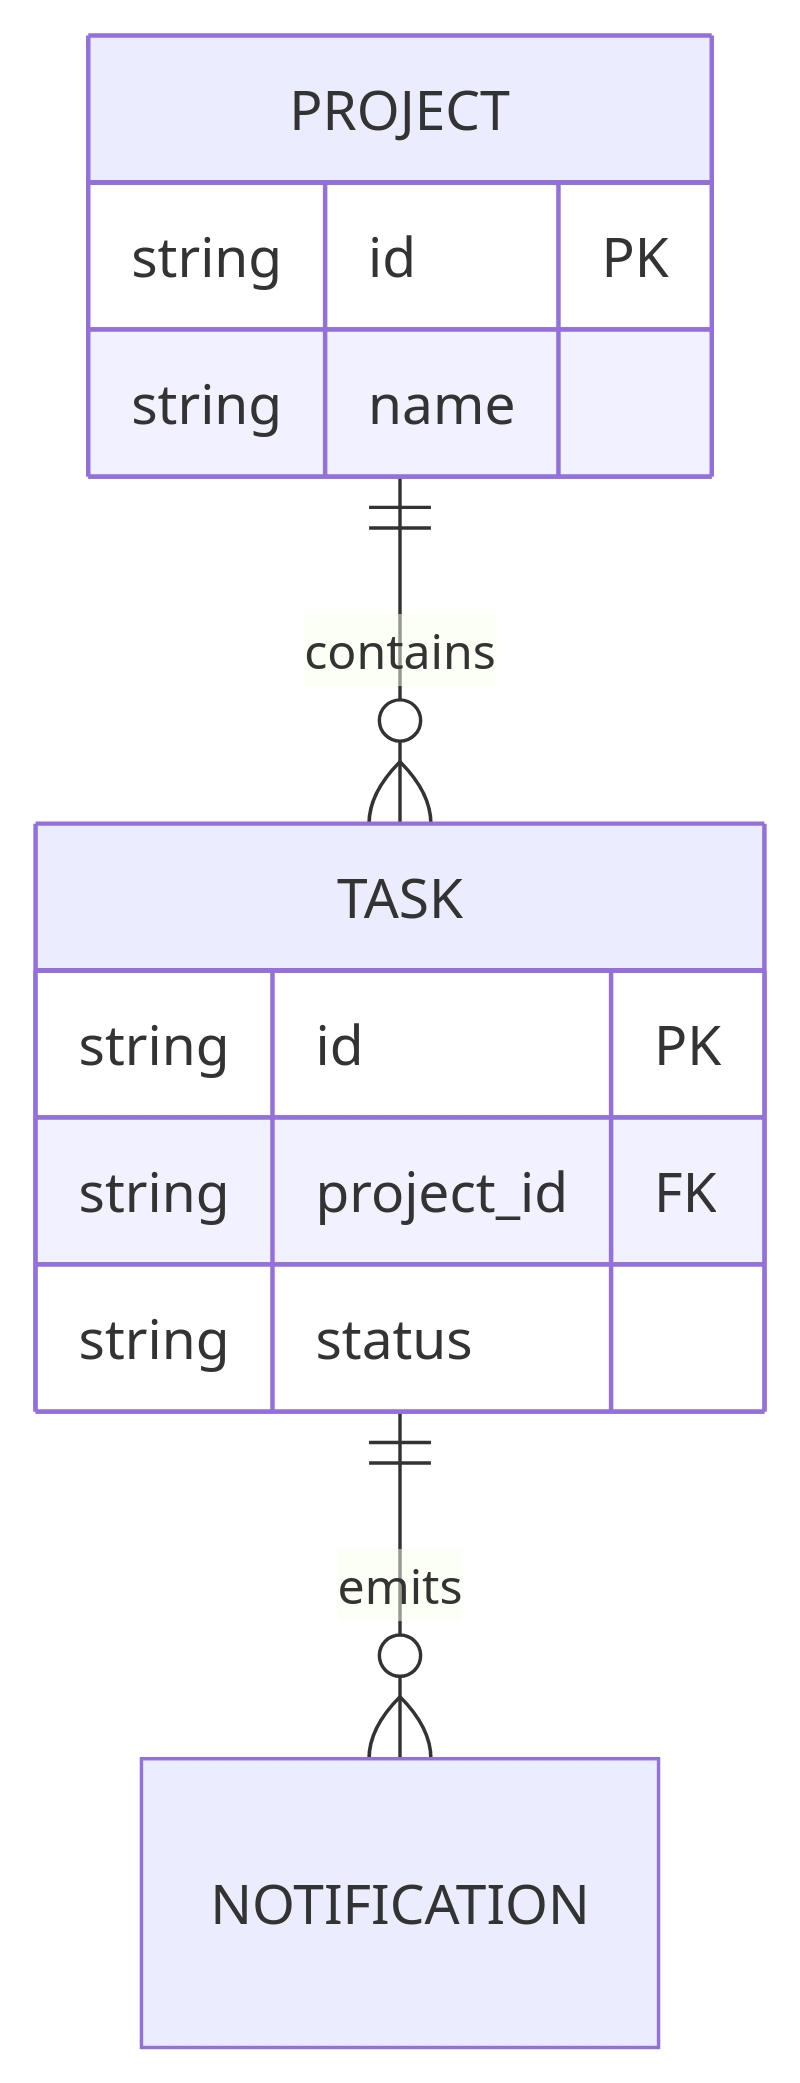 PROJECT
string id PK
string name
contains
TASK
string id PK
string project_id FK
string status
emits
NOTIFICATION